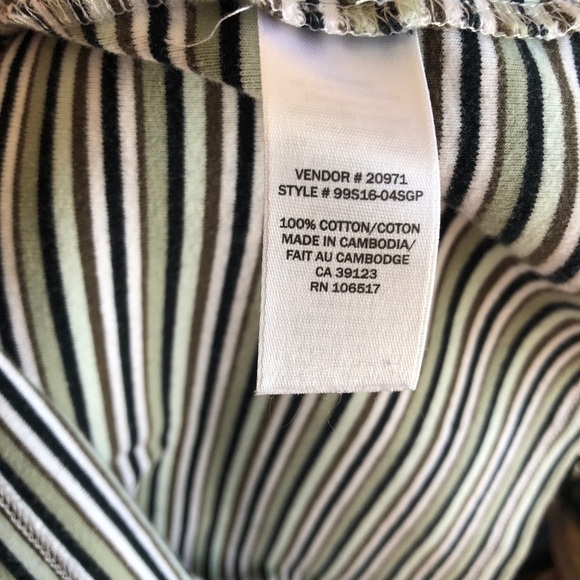 VENDOR # 20971
STYLE # 99S16-04SGP
100% COTTON/COTON
MADE IN CAMBODIA/
FAIT AU CAMBODGE
CA 39123
RN 106517